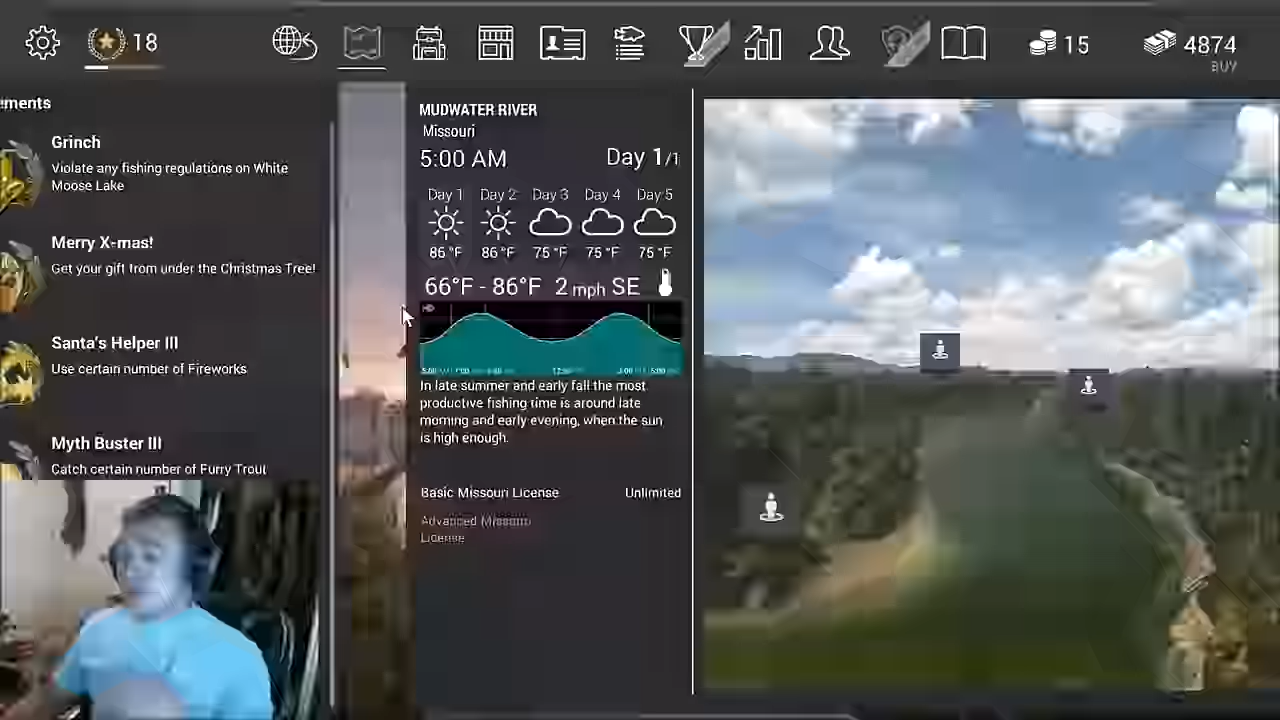 18
15
4874
BUY
ements
Grinch
Violate any fishing regulations on White
Moose Lake
Merry X-mas!
Get your gift from under the Christmas Tree!
Santa's Helper III
Use certain number of Fireworks
Myth Buster III
Catch certain number of Furry Trout
MUDWATER RIVER
Missouri
5:00 AM Day 1/1
Day 1 Day 2 Day 3 Day 4 Day 5
86 °F 86 °F 75 °F 75 °F 75 °F
66°F - 86°F 2 mph SE
In late summer and early fall the most
productive fishing time is around late
morning and early evening, when the sun
is high enough.
Basic Missouri License Unlimited
Advanced Missouri
License